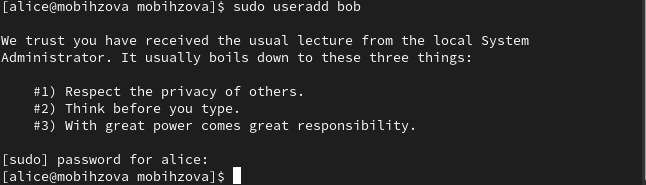 [alice@mobihzova mobihzova]$ sudo useradd bob
We trust you have received the usual lecture from the local System
Administrator. It usually boils down to these three things:
#1) Respect the privacy of others.
#2) Think before you type.
#3) With great power comes great responsibility.
[sudo] password for alice:
[alice@mobihzova mobihzova]$